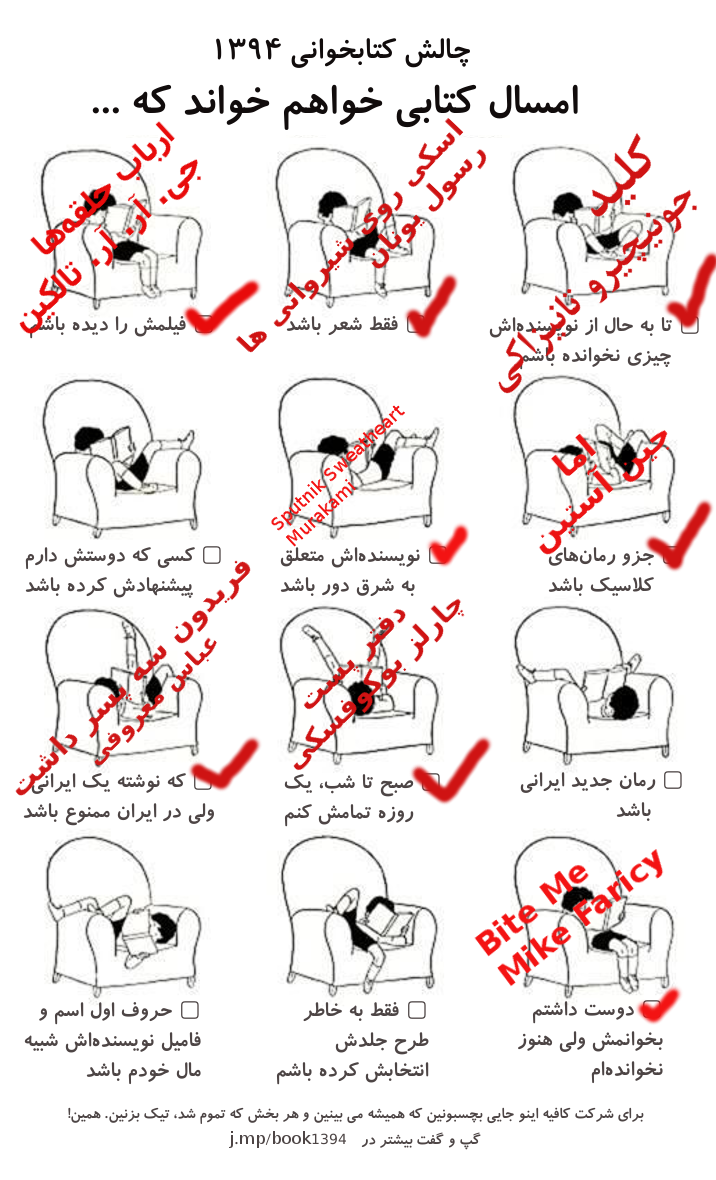 چالش کتابخوانی ۱۳۹۴
امسال کتابی خواهم خواند که ...
کلید
جونیچیرو تانیزاکی
تا به حال از نویسنده‌اش
چیزی نخوانده باشم
اسکی روی شیروانی ها
رسول یونان
فقط شعر باشد
ارباب حلقه‌ها
جی. آر. آر. تالکین
فیلمش را دیده باشم
اما
جین آستین
جزو رمان‌های
کلاسیک باشد
Sputnik Sweatheart
Murakami
نویسنده‌اش متعلق
به شرق دور باشد
کسی که دوستش دارم
پیشنهادش کرده باشد
رمان جدید ایرانی
باشد
دفتر پست
چارلز بوکوفسکی
صبح تا شب، یک
روزه تمامش کنم
فریدون سه پسر داشت
عباس معروفی
که نوشته یک ایرانی
ولی در ایران ممنوع باشد
Bite Me
Mike Faricy
دوست داشتم
بخوانمش ولی هنوز
نخوانده‌ام
فقط به خاطر
طرح جلدش
انتخابش کرده باشم
حروف اول اسم و
فامیل نویسنده‌اش شبیه
مال خودم باشد
برای شرکت کافیه اینو جایی بچسبونین که همیشه می بینین و هر بخش که تموم شد، تیک بزنین. همین!
گپ و گفت بیشتر در j.mp/book1394